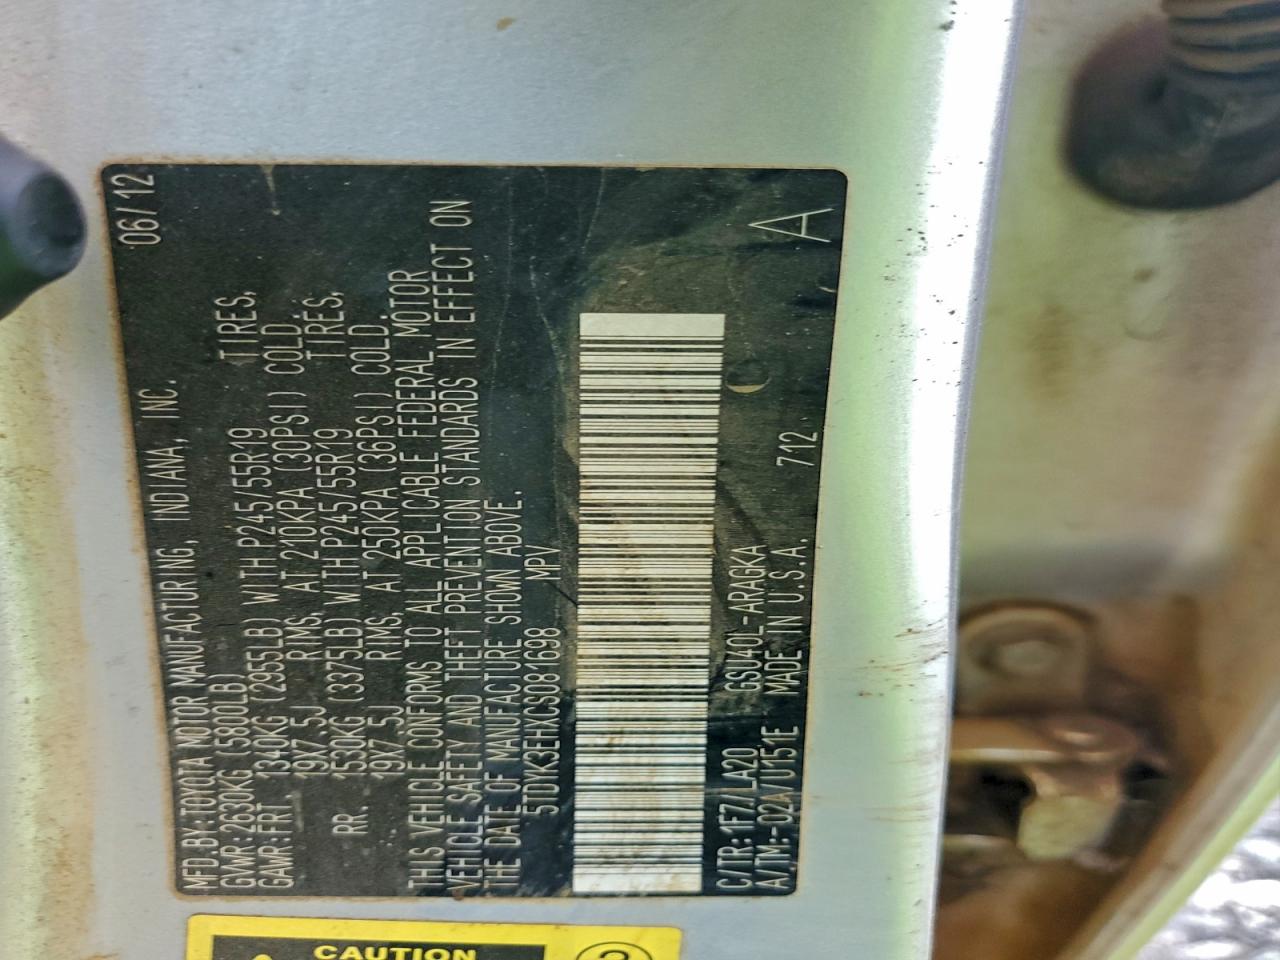 MFD.BY:TOYOTA MOTOR MANUFACTURING, INDIANA, INC. 06/12
GVWR:2630KG (5800LB)
GAWR:FRT. 1340KG (2955LB) WITH P245/55R19 TIRES,
19X7.5J RIMS, AT 210KPA (30PSI) COLD.
RR. 1530KG (3375LB) WITH P245/55R19 TIRES,
19X7.5J RIMS, AT 250KPA (36PSI) COLD.
THIS VEHICLE CONFORMS TO ALL APPLICABLE FEDERAL MOTOR
VEHICLE SAFETY AND THEFT PREVENTION STANDARDS IN EFFECT ON
THE DATE OF MANUFACTURE SHOWN ABOVE.
5TDYK3EHXCS081698 MPV
C/TR:1F7/LA20 GSU40L-ARAGKA
A/TM:-02A/U151E MADE IN U.S.A. 712 A
CAUTION